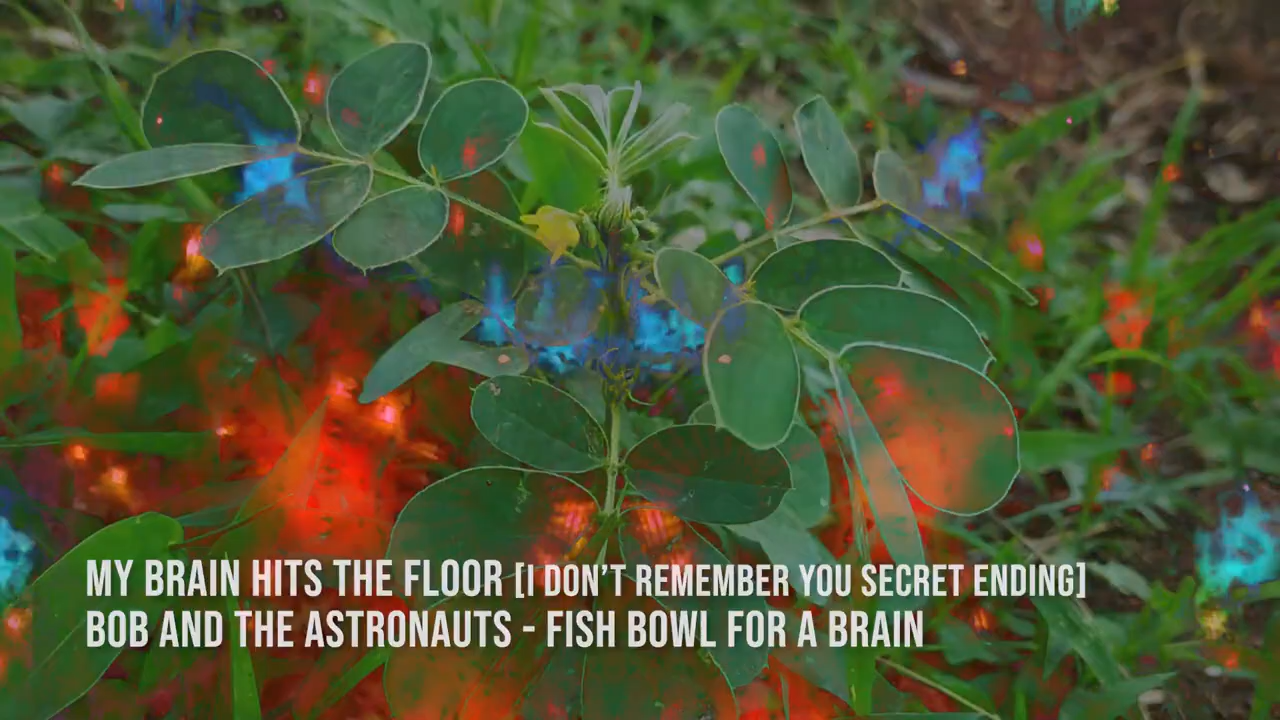 MY BRAIN HITS THE FLOOR [I DON'T REMEMBER YOU SECRET ENDING]
BOB AND THE ASTRONAUTS - FISH BOWL FOR A BRAIN